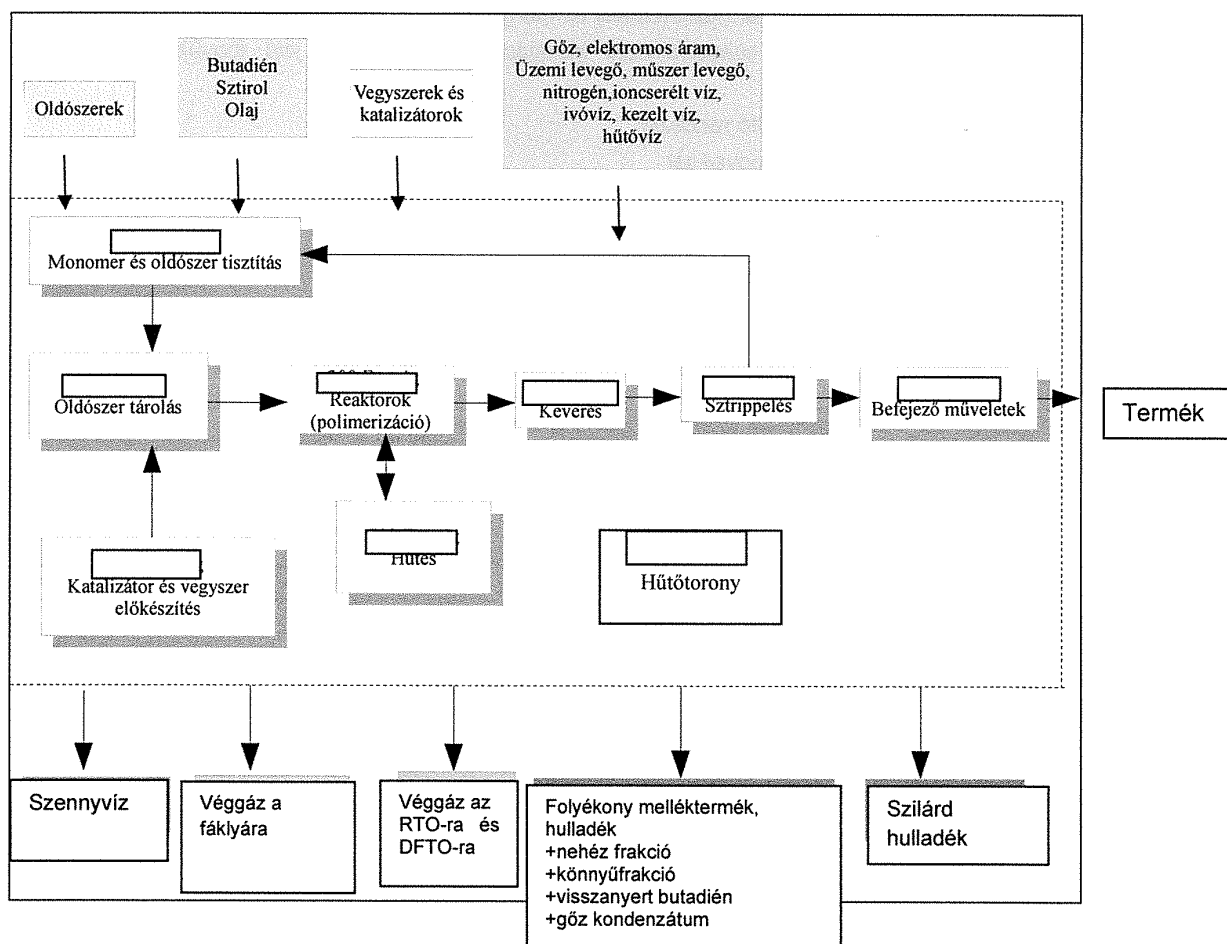 Oldószerek
Butadién
Sztirol
Olaj
Vegyszerek és
katalizátorok
Gőz, elektromos áram,
Üzemi levegő, műszer levegő,
nitrogén,ioncserélt víz,
ivóvíz, kezelt víz,
hűtővíz
Monomer és oldószer tisztítás
Oldószer tárolás
Reaktorok
(polimerizáció)
Keverés
Sztrippelés
Befejező műveletek
Termék
Hűtés
Hűtőtorony
Katalizátor és vegyszer
előkészítés
Szennyvíz
Véggáz a
fáklyára
Véggáz az
RTO-ra és
DFTO-ra
Folyékony melléktermék,
hulladék
+nehéz frakció
+könnyűfrakció
+visszanyert butadién
+gőz kondenzátum
Szilárd
hulladék